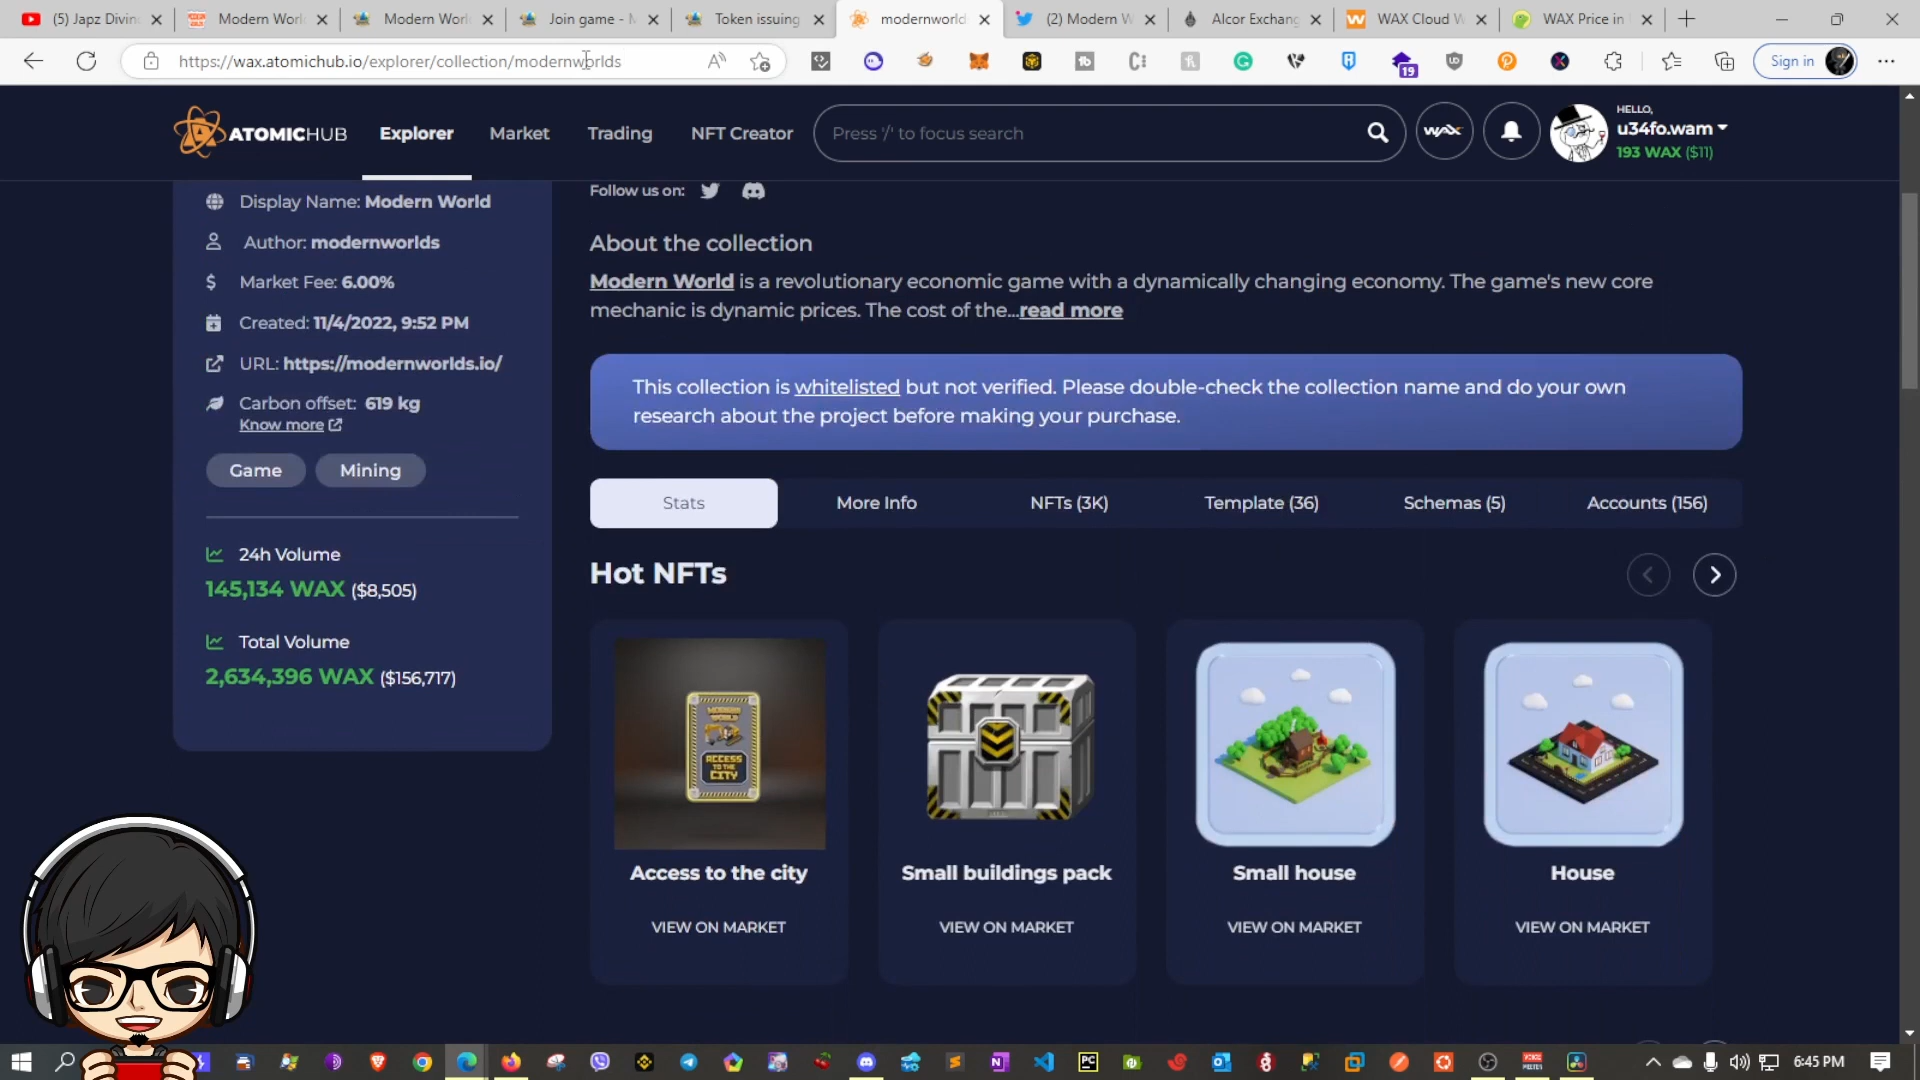 (5) Japz Divin
Modern Worl
Modern Worl
Join game - M
Token issuing
modernworld
(2) Modern W
Alcor Exchang
WAX Cloud W
WAX Price in
https://wax.atomichub.io/explorer/collection/modernworlds
19
Sign in
ATOMICHUB
Explorer
Market
Trading
NFT Creator
Press '/' to focus search
WAX
HELLO,
u34fo.wam
193 WAX ($11)
Display Name: Modern World
Author: modernworlds
Market Fee: 6.00%
Created: 11/4/2022, 9:52 PM
URL: https://modernworlds.io/
Carbon offset: 619 kg
Know more
Game
Mining
24h Volume
145,134 WAX ($8,505)
Total Volume
2,634,396 WAX ($156,717)
Follow us on:
About the collection
Modern World is a revolutionary economic game with a dynamically changing economy. The game's new core
mechanic is dynamic prices. The cost of the...read more
This collection is whitelisted but not verified. Please double-check the collection name and do your own
research about the project before making your purchase.
Stats
More Info
NFTs (3K)
Template (36)
Schemas (5)
Accounts (156)
Hot NFTs
MODERN
WORLD
ACCESS
TO THE
CITY
Access to the city
VIEW ON MARKET
Small buildings pack
VIEW ON MARKET
Small house
VIEW ON MARKET
House
VIEW ON MARKET
6:45 PM